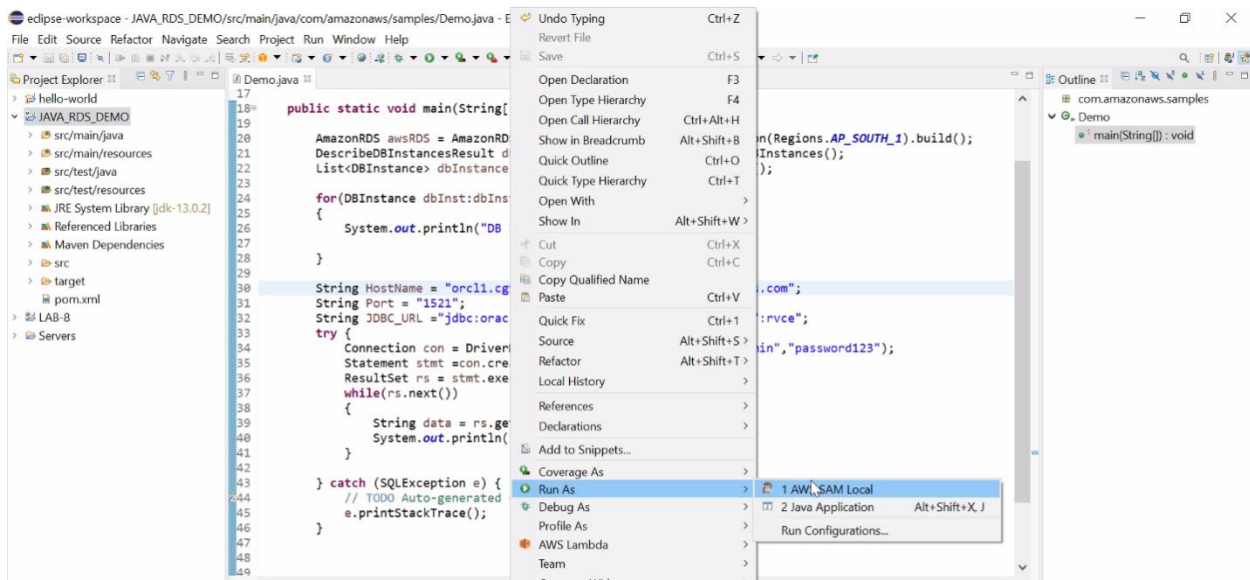 eclipse-workspace - JAVA_RDS_DEMO/src/main/java/com/amazonaws/samples/Demo.java - E
File Edit Source Refactor Navigate Search Project Run Window Help
Project Explorer
hello-world
JAVA_RDS_DEMO
src/main/java
src/main/resources
src/test/java
src/test/resources
JRE System Library [jdk-13.0.2]
Referenced Libraries
Maven Dependencies
src
target
pom.xml
LAB-8
Servers
Demo.java
17
18 public static void main(String[
19
20 AmazonRDS awsRDS = AmazonRD on(Regions.AP_SOUTH_1).build();
21 DescribeDBInstancesResult d Instances();
22 List<DBInstance> dbInstance );
23
24 for(DBInstance dbInst:dbIns
25 {
26 System.out.println("DB
27
28 }
29
30 String HostName = "orcl1.cg .com";
31 String Port = "1521";
32 String JDBC_URL ="jdbc:orac :rvce";
33 try {
34 Connection con = Driver in","password123");
35 Statement stmt =con.cre
36 ResultSet rs = stmt.exe
37 while(rs.next())
38 {
39 String data = rs.ge
40 System.out.println(
41 }
42
43 } catch (SQLException e) {
44 // TODO Auto-generated
45 e.printStackTrace();
46 }
47
48
49
Undo Typing Ctrl+Z
Revert File
Save Ctrl+S
Open Declaration F3
Open Type Hierarchy F4
Open Call Hierarchy Ctrl+Alt+H
Show in Breadcrumb Alt+Shift+B
Quick Outline Ctrl+O
Quick Type Hierarchy Ctrl+T
Open With >
Show In Alt+Shift+W >
Cut Ctrl+X
Copy Ctrl+C
Copy Qualified Name
Paste Ctrl+V
Quick Fix Ctrl+1
Source Alt+Shift+S >
Refactor Alt+Shift+T >
Local History >
References >
Declarations >
Add to Snippets...
Coverage As >
Run As >
Debug As >
Profile As >
AWS Lambda >
Team >
1 AWS SAM Local
2 Java Application Alt+Shift+X, J
Run Configurations...
Outline
com.amazonaws.samples
Demo
main(String[]) : void